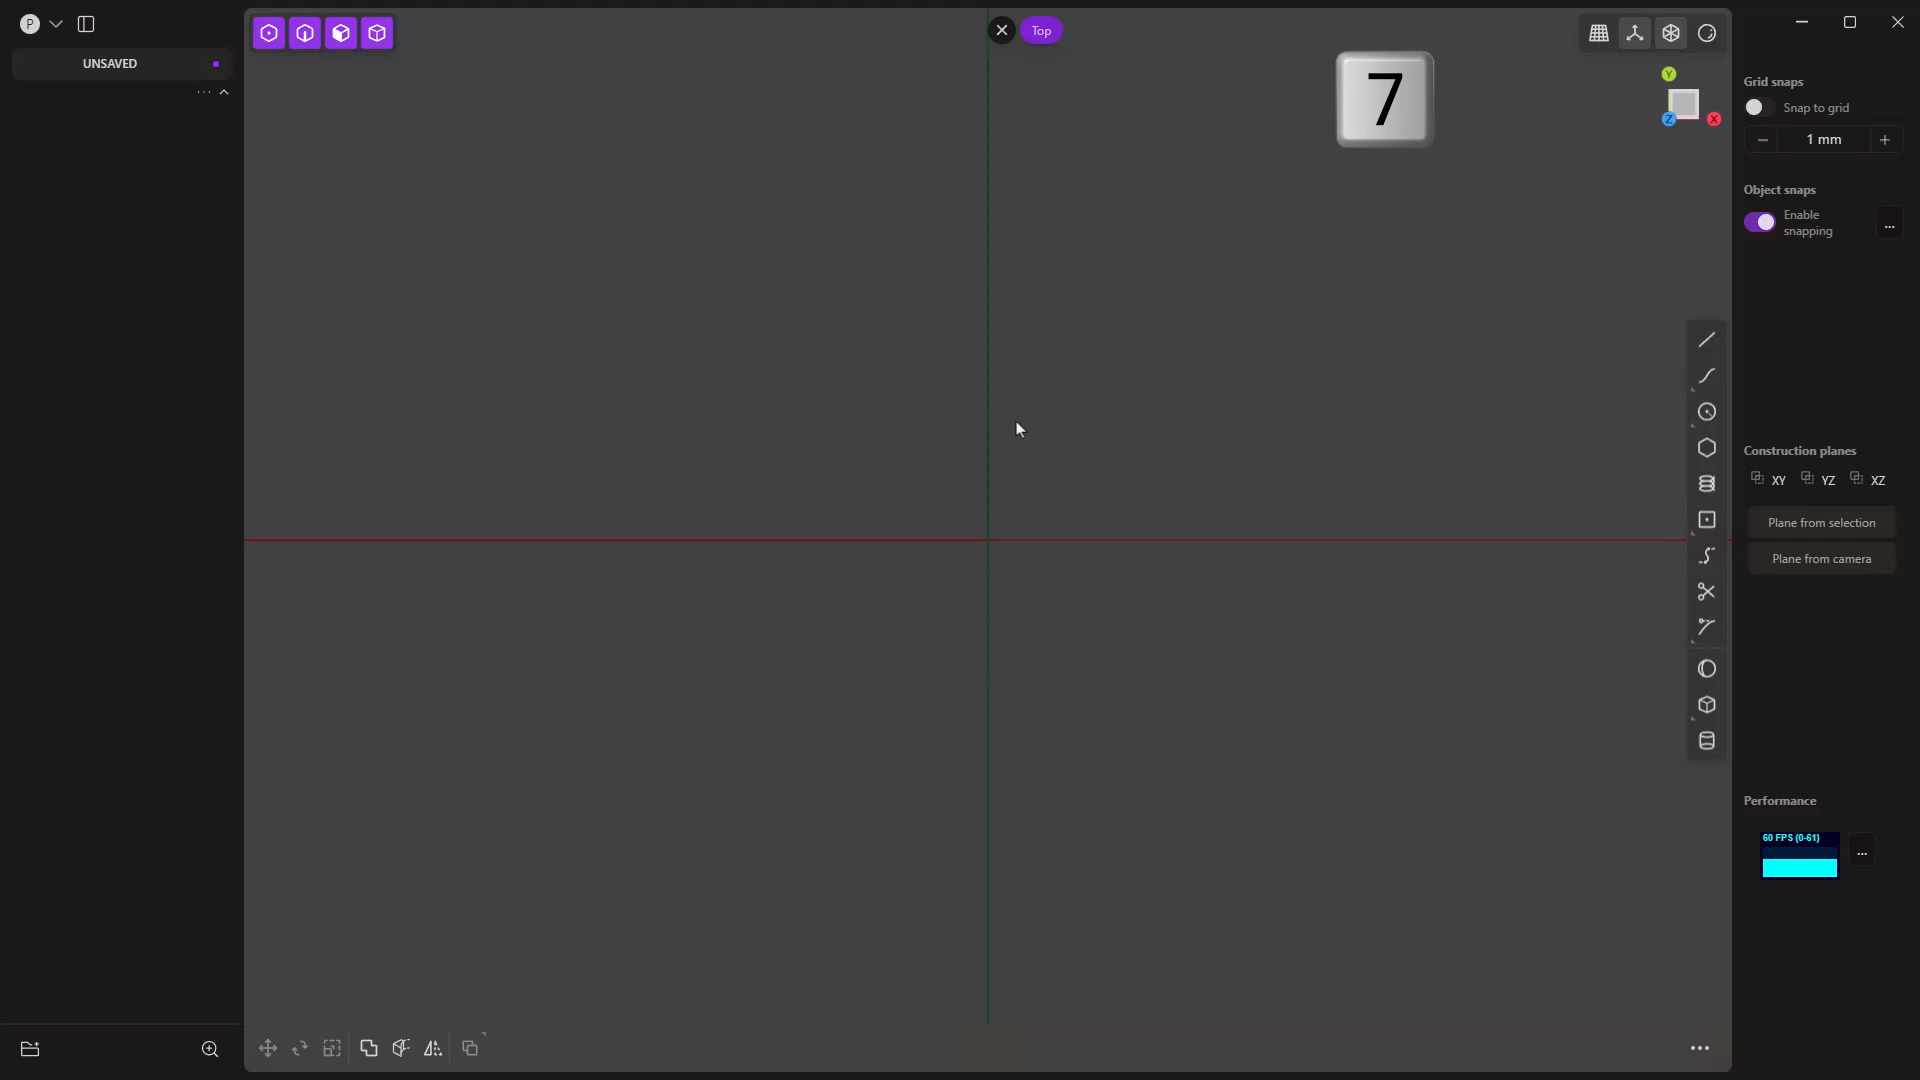 P
UNSAVED
Top
7
Y
Z
X
Grid snaps
Snap to grid
1 mm
Object snaps
Enable
snapping
...
Construction planes
XY
YZ
XZ
Plane from selection
Plane from camera
Performance
60 FPS (0-61)
...